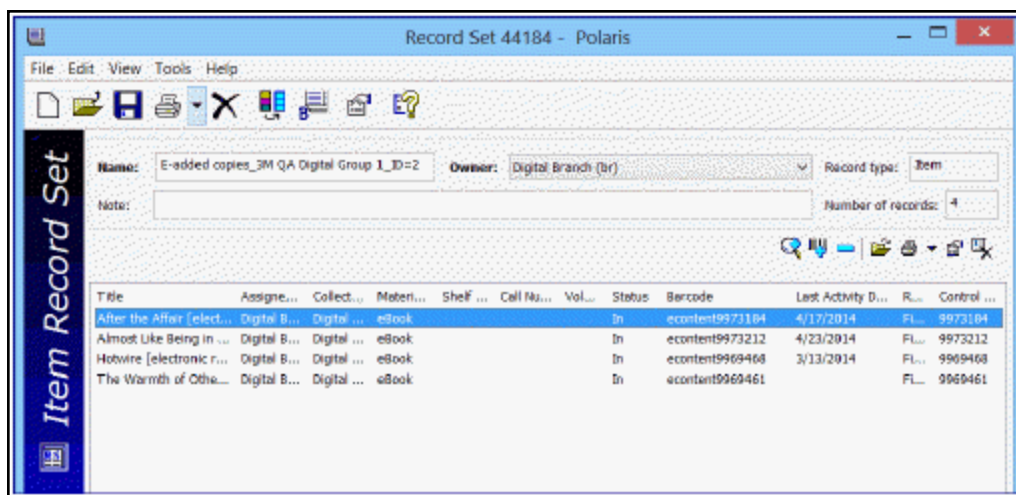 Record Set 44184 - Polaris
File Edit View Tools Help
Item Record Set
Name: E-added copies_3M QA Digital Group 1_ID=2 Owner: Digital Branch (br) Record type: Item
Note: Number of records: 4
Title Assigne... Collect... Materi... Shelf ... Call Nu... Vol... Status Barcode Last Activity D... R... Control ...
After the Affair [elect... Digital B... Digital ... eBook In econtent9973184 4/17/2014 Fi... 9973184
Almost Like Being in ... Digital B... Digital ... eBook In econtent9973212 4/23/2014 Fi... 9973212
Hotwire [electronic r... Digital B... Digital ... eBook In econtent9969468 3/13/2014 Fi... 9969468
The Warmth of Othe... Digital B... Digital ... eBook In econtent9969461 Fi... 9969461